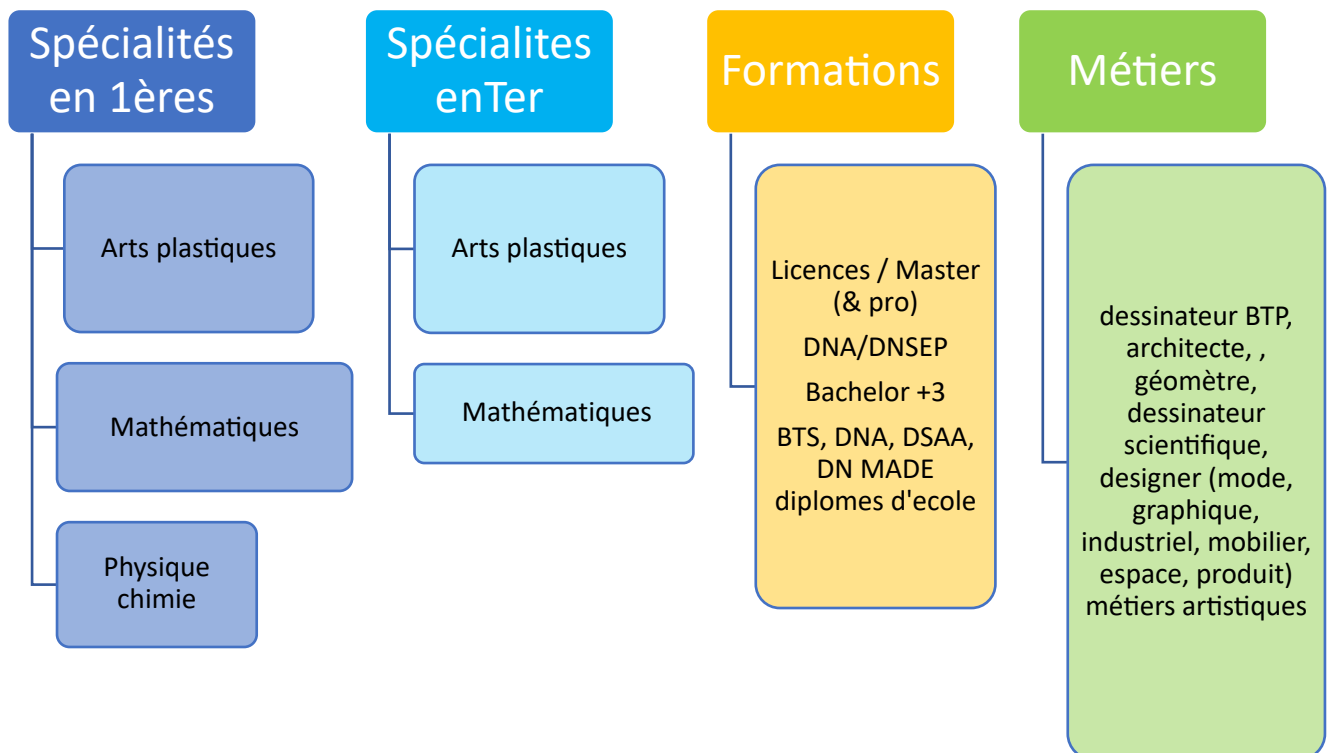 Spécialités
en 1ères
Arts plastiques
Mathématiques
Physique
chimie
Spécialites
enTer
Arts plastiques
Mathématiques
Formations
Licences / Master
(& pro)
DNA/DNSEP
Bachelor +3
BTS, DNA, DSAA,
DN MADE
diplomes d'ecole
Métiers
dessinateur BTP,
architecte, ,
géomètre,
dessinateur
scientifique,
designer (mode,
graphique,
industriel, mobilier,
espace, produit)
métiers artistiques